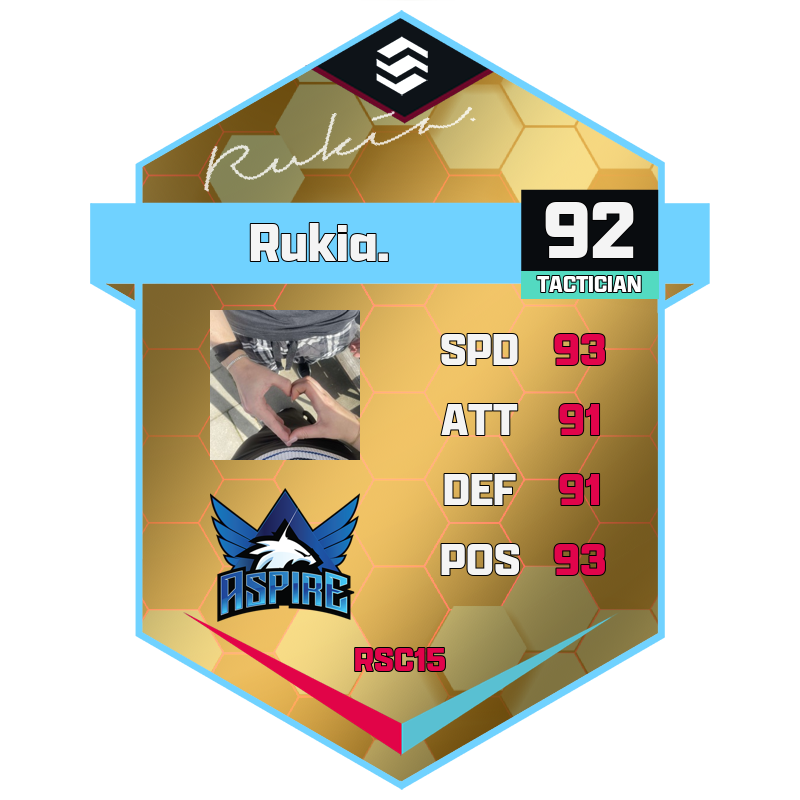 Rukia.
Rukia.
92
TACTICIAN
SPD 93
ATT 91
DEF 91
POS 93
ASPIRE
RSC15